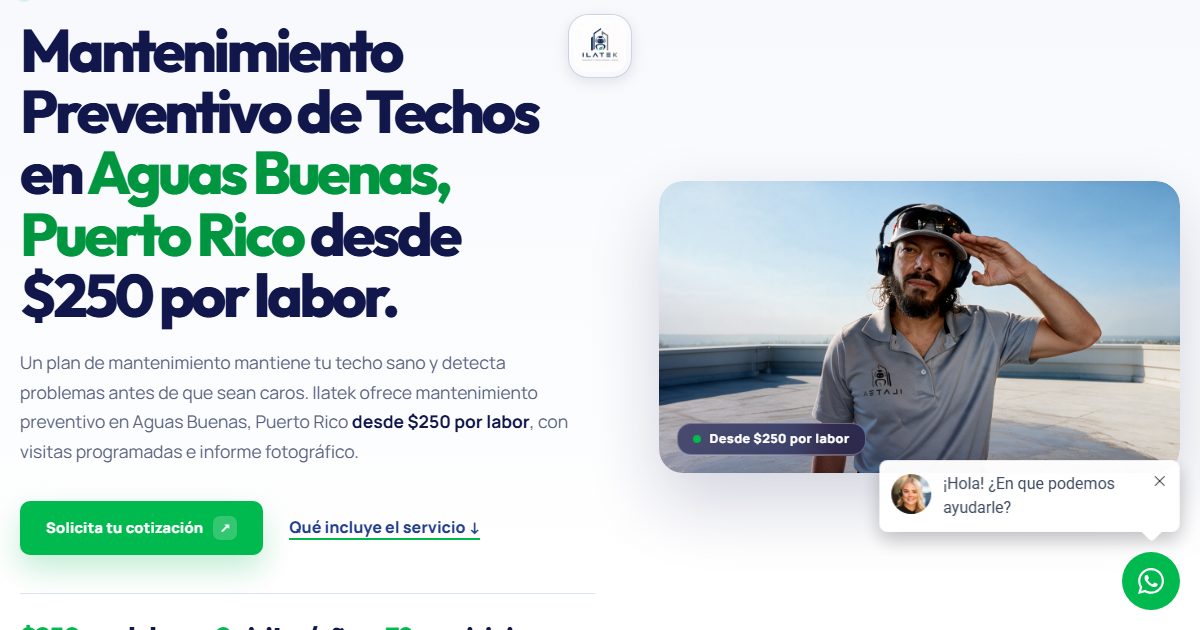 Mantenimiento
Preventivo de Techos
en Aguas Buenas,
Puerto Rico desde
$250 por labor.
ILATEK
Un plan de mantenimiento mantiene tu techo sano y detecta
problemas antes de que sean caros. Ilatek ofrece mantenimiento
preventivo en Aguas Buenas, Puerto Rico desde $250 por labor, con
visitas programadas e informe fotográfico.
Solicita tu cotización ↗
Qué incluye el servicio ↓
Desde $250 por labor
¡Hola! ¿En que podemos
ayudarle?